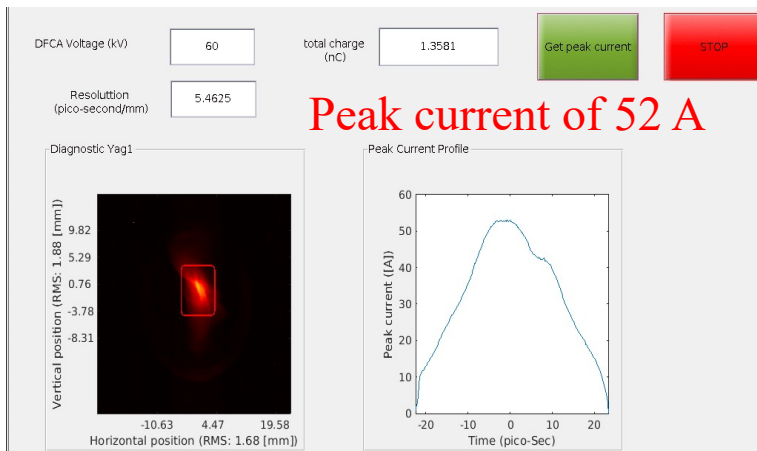 DFCA Voltage (kV)
60
total charge
(nC)
1.3581
Get peak current
STOP
Resoluttion
(pico-second/mm)
5.4625
Peak current of 52 A
Diagnostic Yag1
Vertical position (RMS: 1.88 [mm])
9.82
5.29
0.76
-3.78
-8.31
-10.63 4.47 19.58
Horizontal position (RMS: 1.68 [mm])
Peak Current Profile
Peak current ([A])
60
50
40
30
20
10
0
-20 -10 0 10 20
Time (pico-Sec)